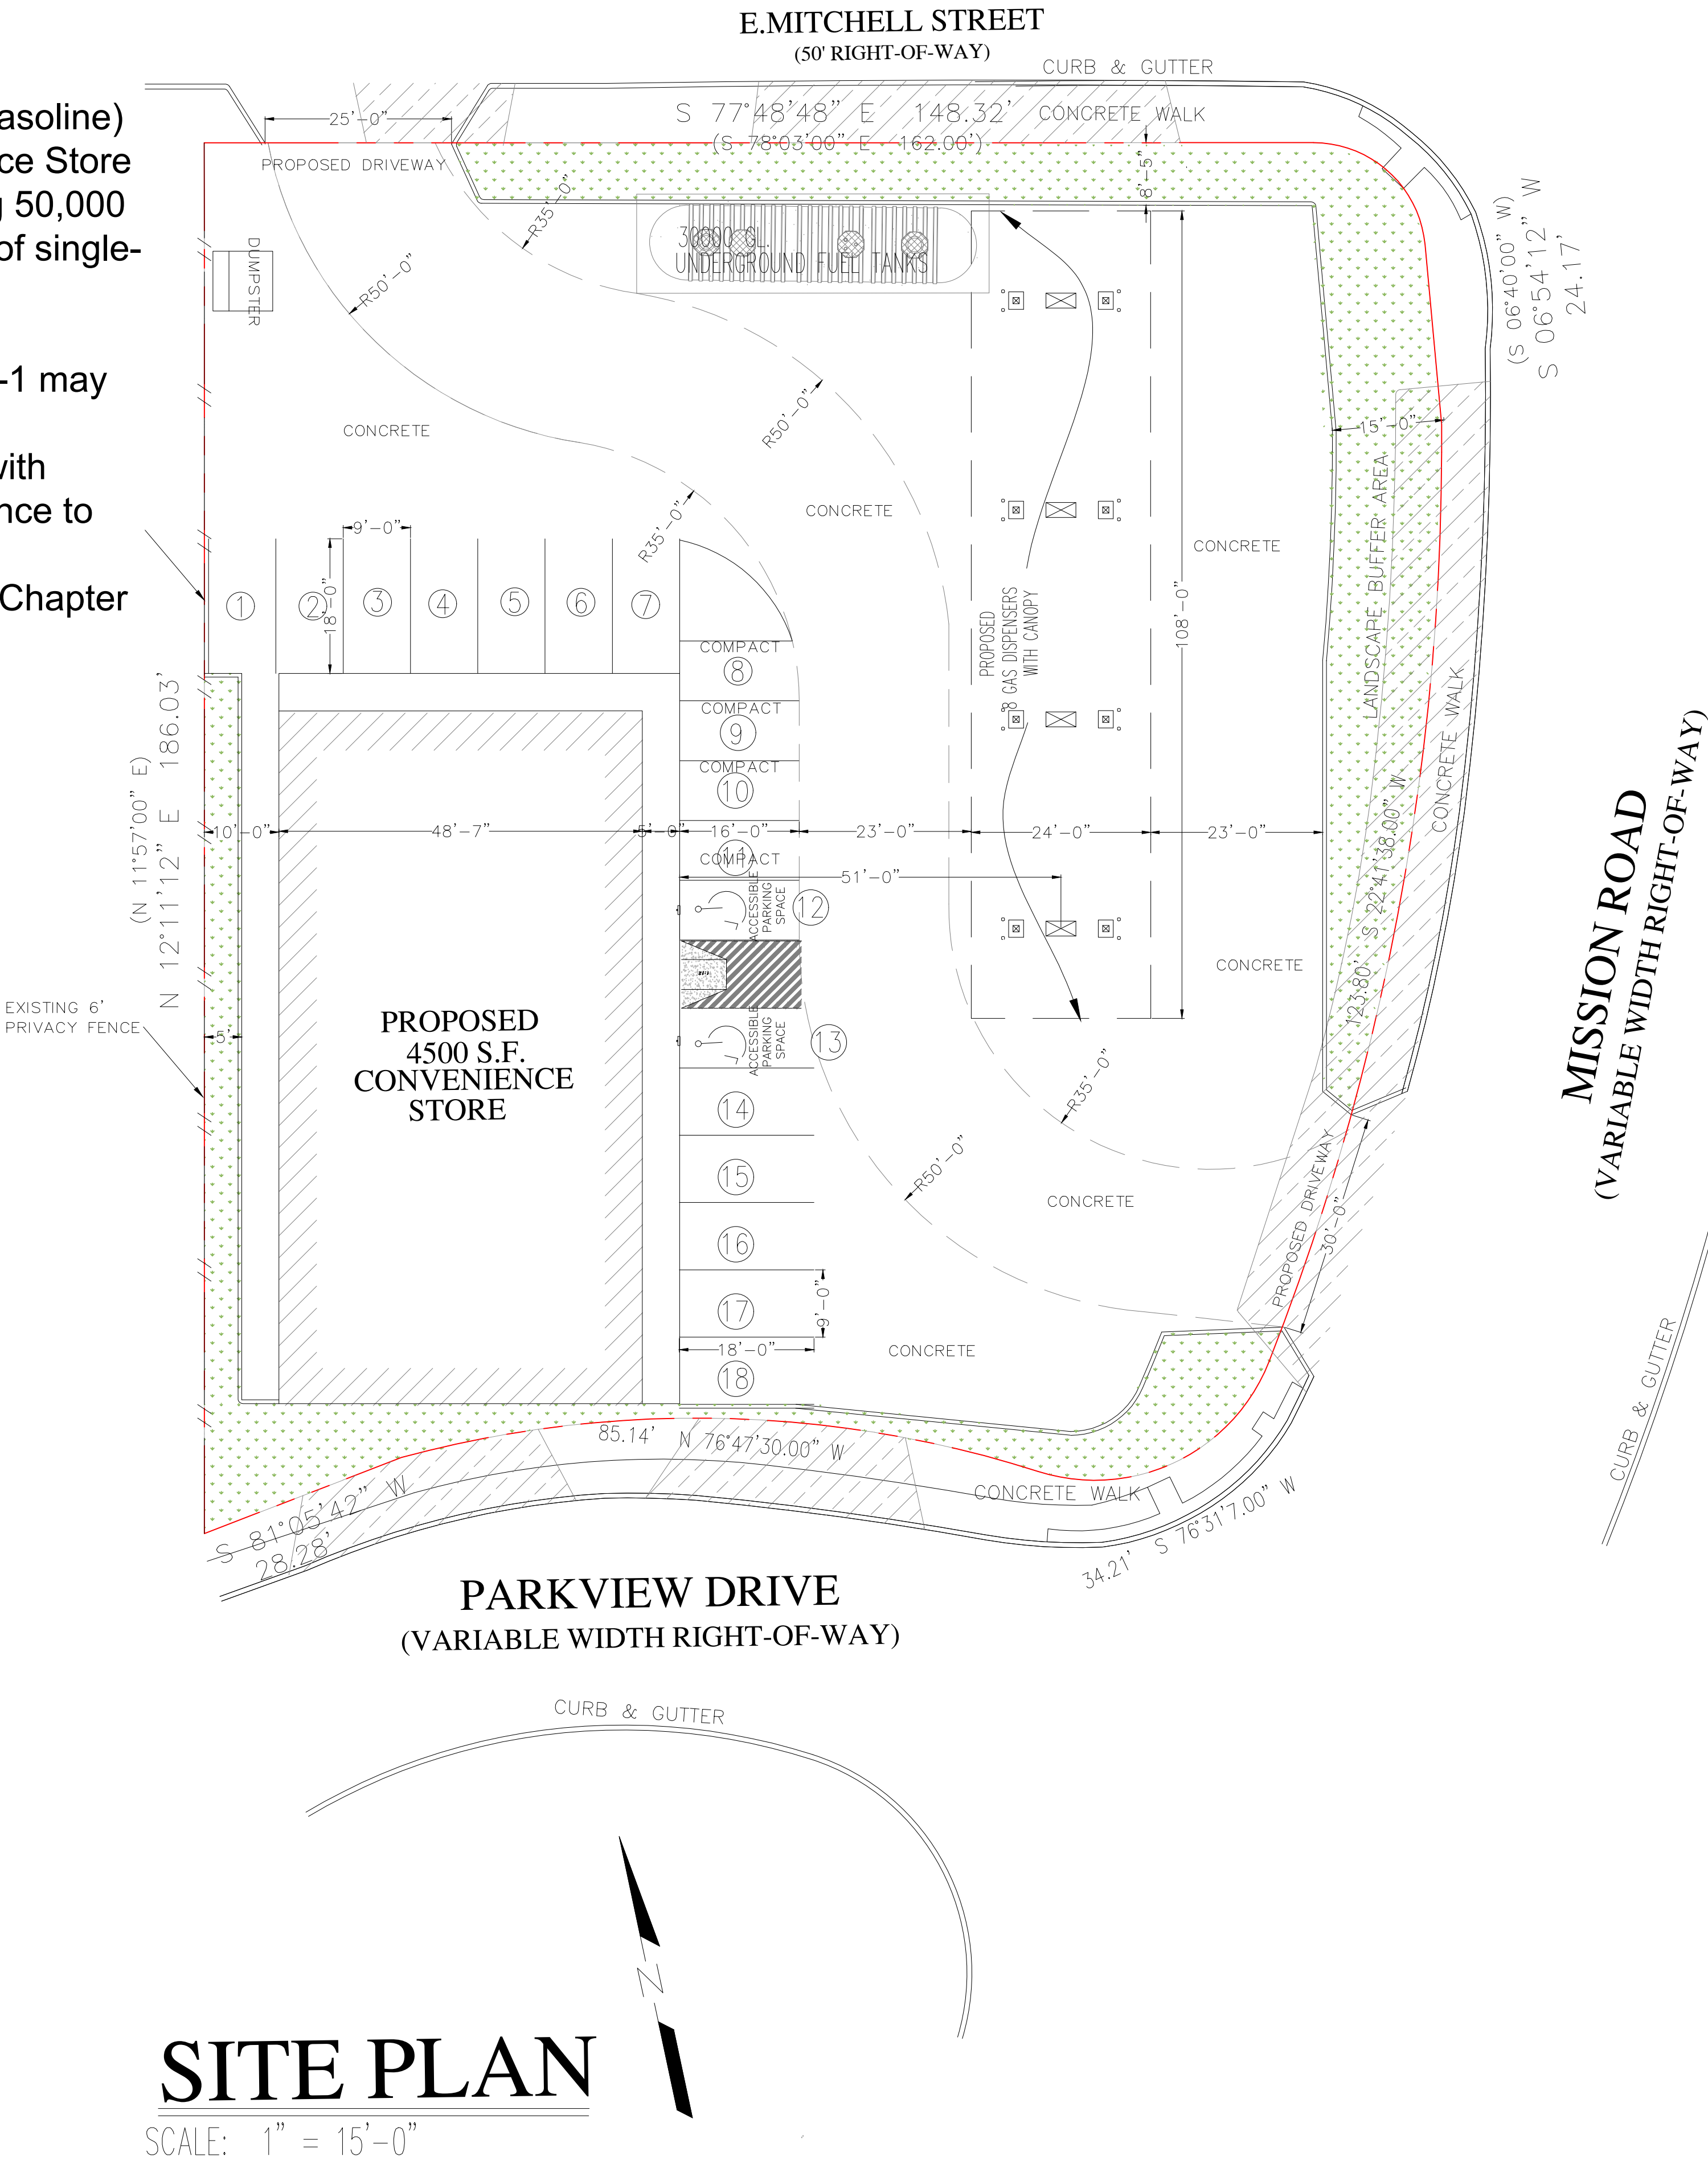 E.MITCHELL STREET
(50' RIGHT-OF-WAY)
CURB & GUTTER
asoline)
ce Store
g 50,000
of single-
-1 may
with
nce to
Chapter
25'-0"
S 77°48'48" E 148.32'
(S 78°03'00" E 162.00')
CONCRETE WALK
PROPOSED DRIVEWAY
8'-5"
R35'-0"
R50'-0"
DUMPSTER
30000 GL.
UNDERGROUND FUEL TANKS
(S 06°40'00" W)
S 06°54'12" W
24.17'
R50'-0"
CONCRETE
CONCRETE
CONCRETE
15'-0"
LANDSCAPE BUFFER AREA
R35'-0"
9'-0"
18'-0"
1
2
3
4
5
6
7
PROPOSED
8 GAS DISPENSERS
WITH CANOPY
108'-0"
COMPACT
8
COMPACT
9
COMPACT
10
11
COMPACT
(N 11°57'00" E)
N 12°11'12" E 186.03'
10'-0"
48'-7"
5'-0"
16'-0"
23'-0"
24'-0"
23'-0"
51'-0"
ACCESSIBLE
PARKING
SPACE
12
CONCRETE
123.80' S 22°41'38.00" W
CONCRETE WALK
MISSION ROAD
(VARIABLE WIDTH RIGHT-OF-WAY)
EXISTING 6'
PRIVACY FENCE
5'
PROPOSED
4500 S.F.
CONVENIENCE
STORE
ACCESSIBLE
PARKING
SPACE
13
14
15
16
17
18
9'-0"
18'-0"
R35'-0"
R50'-0"
CONCRETE
CONCRETE
PROPOSED DRIVEWAY
30'-0"
CURB & GUTTER
85.14' N 76°47'30.00" W
CONCRETE WALK
S 81°05'42" W
28.28'
34.21' S 76°31'7.00" W
PARKVIEW DRIVE
(VARIABLE WIDTH RIGHT-OF-WAY)
CURB & GUTTER
N
SITE PLAN
SCALE: 1" = 15'-0"